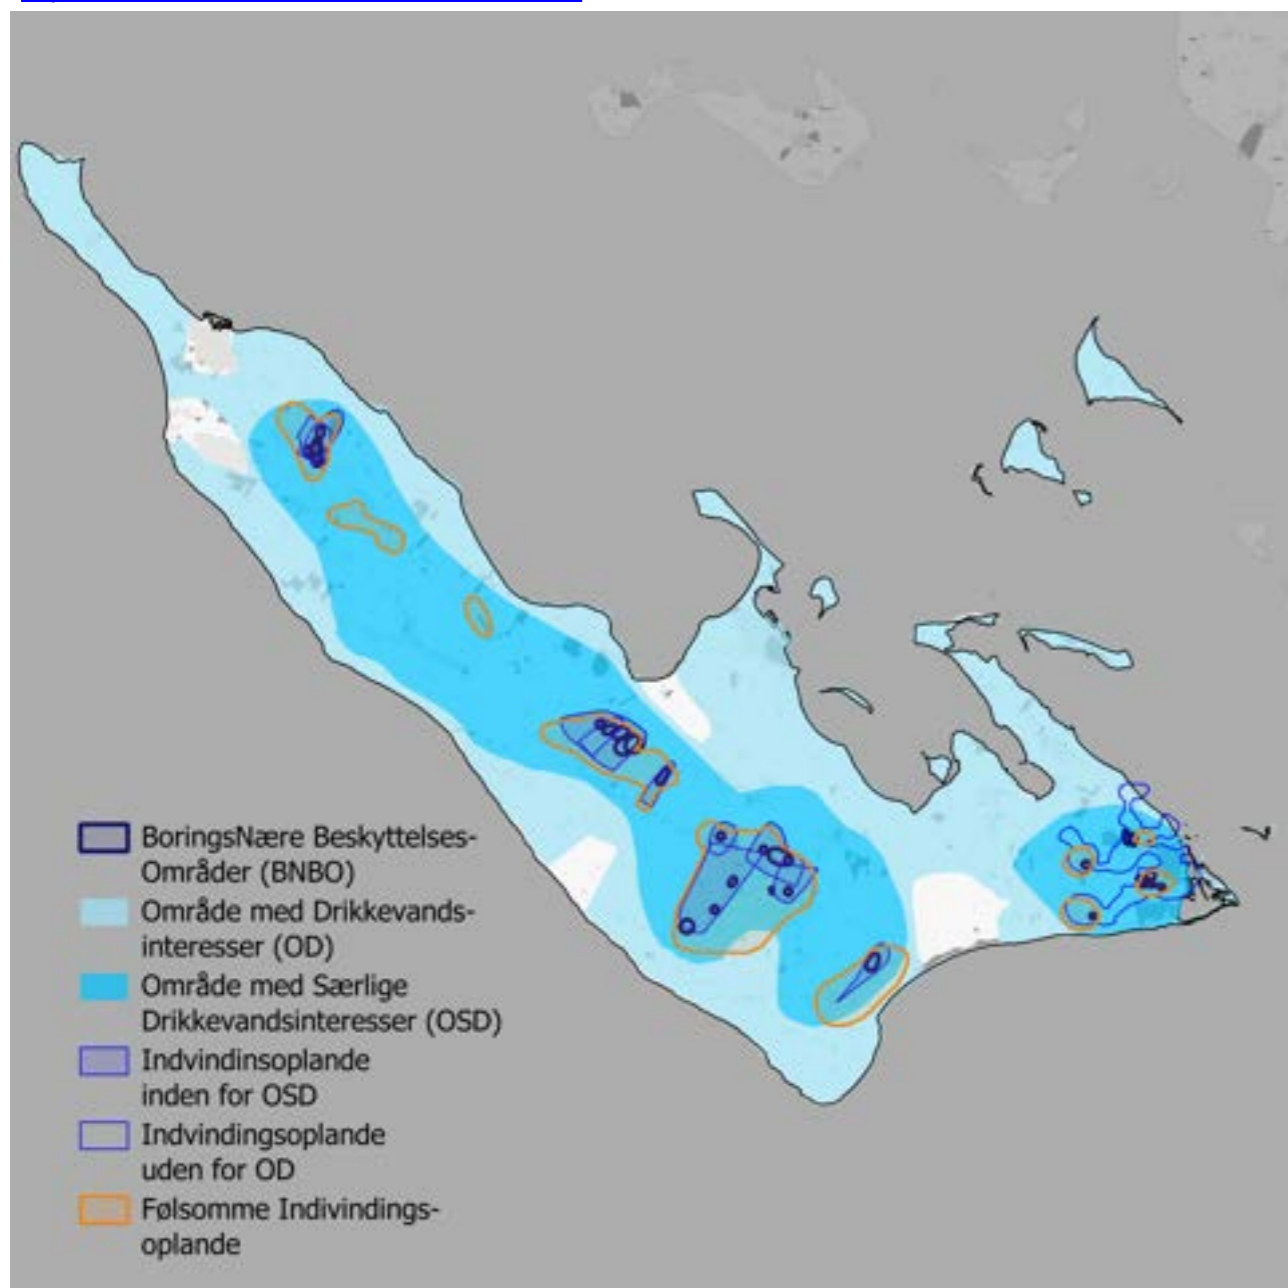 BoringsNære Beskyttelses-
Områder (BNBO)
Område med Drikkevands-
interesser (OD)
Område med Særlige
Drikkevandsinteresser (OSD)
Indvindinsoplande
inden for OSD
Indvindingsoplande
uden for OD
Følsomme Indivindings-
oplande